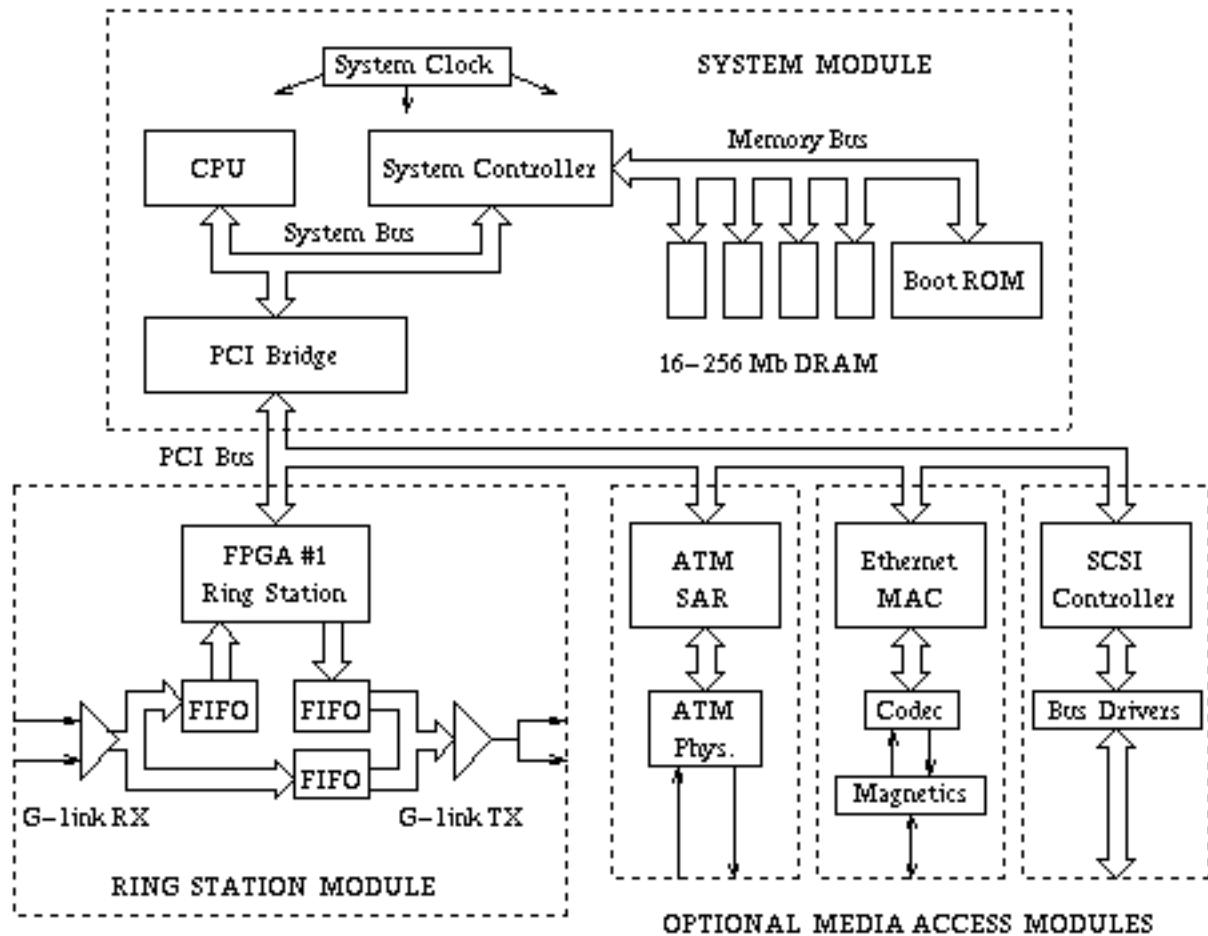 System Clock
SYSTEM MODULE
CPU
System Controller
Memory Bus
System Bus
Boot ROM
PCI Bridge
16-256 Mb DRAM
PCI Bus
FPGA #1
Ring Station
FIFO
FIFO
FIFO
G-link RX
G-link TX
RING STATION MODULE
ATM
SAR
ATM
Phys.
Ethernet
MAC
Codec
Magnetics
SCSI
Controller
Bus Drivers
OPTIONAL MEDIA ACCESS MODULES